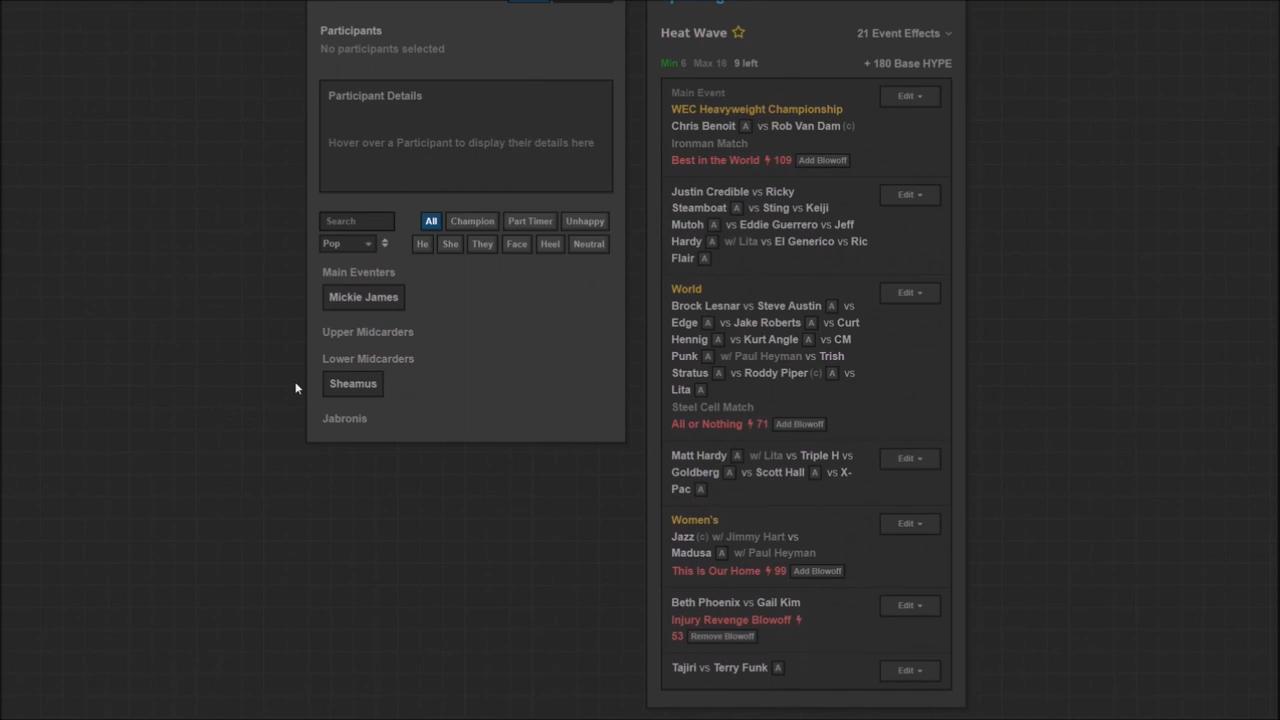 Participants
No participants selected
Participant Details
Hover over a Participant to display their details here
Search
All
Champion
Part Timer
Unhappy
Pop
He
She
They
Face
Heel
Neutral
Main Eventers
Mickie James
Upper Midcarders
Lower Midcarders
Sheamus
Jabronis
Heat Wave
21 Event Effects
Min 6 Max 16 9 left
+ 180 Base HYPE
Main Event
Edit
WEC Heavyweight Championship
Chris Benoit A vs Rob Van Dam (c)
Ironman Match
Best in the World 109 Add Blowoff
Justin Credible vs Ricky
Edit
Steamboat A vs Sting vs Keiji
Mutoh A vs Eddie Guerrero vs Jeff
Hardy A w/ Lita vs El Generico vs Ric
Flair A
World
Edit
Brock Lesnar vs Steve Austin A vs
Edge A vs Jake Roberts A vs Curt
Hennig A vs Kurt Angle A vs CM
Punk A w/ Paul Heyman vs Trish
Stratus A vs Roddy Piper (c) A vs
Lita A
Steel Cell Match
All or Nothing 71 Add Blowoff
Matt Hardy A w/ Lita vs Triple H vs
Edit
Goldberg A vs Scott Hall A vs X-
Pac A
Women's
Edit
Jazz (c) w/ Jimmy Hart vs
Madusa A w/ Paul Heyman
This Is Our Home 99 Add Blowoff
Beth Phoenix vs Gail Kim
Edit
Injury Revenge Blowoff
53 Remove Blowoff
Tajiri vs Terry Funk A
Edit